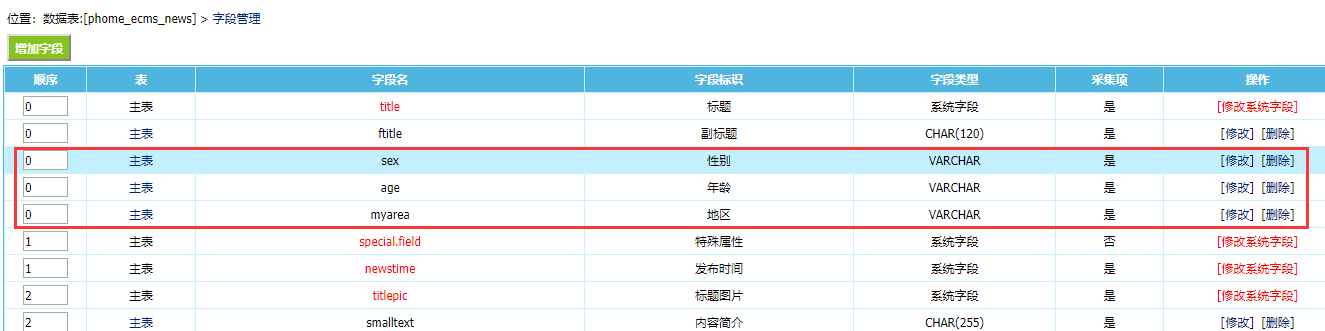 位置：数据表:[phome_ecms_news] > 字段管理
增加字段
顺序 表 字段名 字段标识 字段类型 采集项 操作
0 主表 title 标题 系统字段 是 [修改系统字段]
0 主表 ftitle 副标题 CHAR(120) 是 [修改] [删除]
0 主表 sex 性别 VARCHAR 是 [修改] [删除]
0 主表 age 年龄 VARCHAR 是 [修改] [删除]
0 主表 myarea 地区 VARCHAR 是 [修改] [删除]
1 主表 special.field 特殊属性 系统字段 否 [修改系统字段]
1 主表 newstime 发布时间 系统字段 是 [修改系统字段]
2 主表 titlepic 标题图片 系统字段 是 [修改系统字段]
2 主表 smalltext 内容简介 CHAR(255) 是 [修改] [删除]